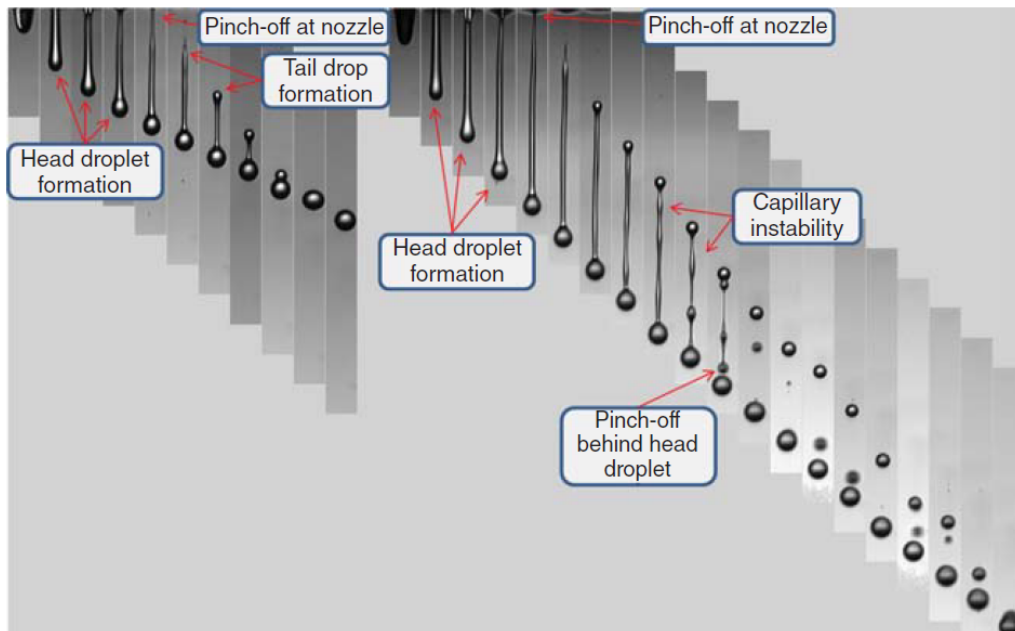 Pinch-off at nozzle
Tail drop
formation
Head droplet
formation
Pinch-off at nozzle
Head droplet
formation
Capillary
instability
Pinch-off
behind head
droplet